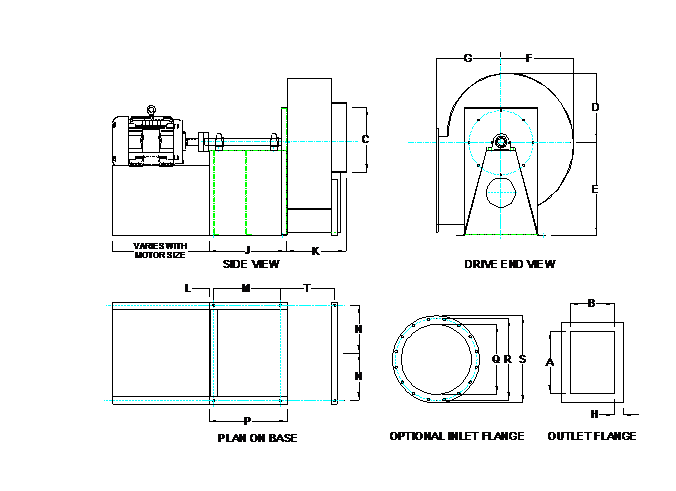 G F
D
C
E
VARIES WITH
MOTOR SIZE
J K
SIDE VIEW
DRIVE END VIEW
L M T
B
N
Q R S
A
N
H
P
PLAN ON BASE
OPTIONAL INLET FLANGE
OUTLET FLANGE